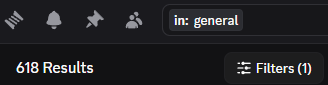 in: general
618 Results
Filters (1)